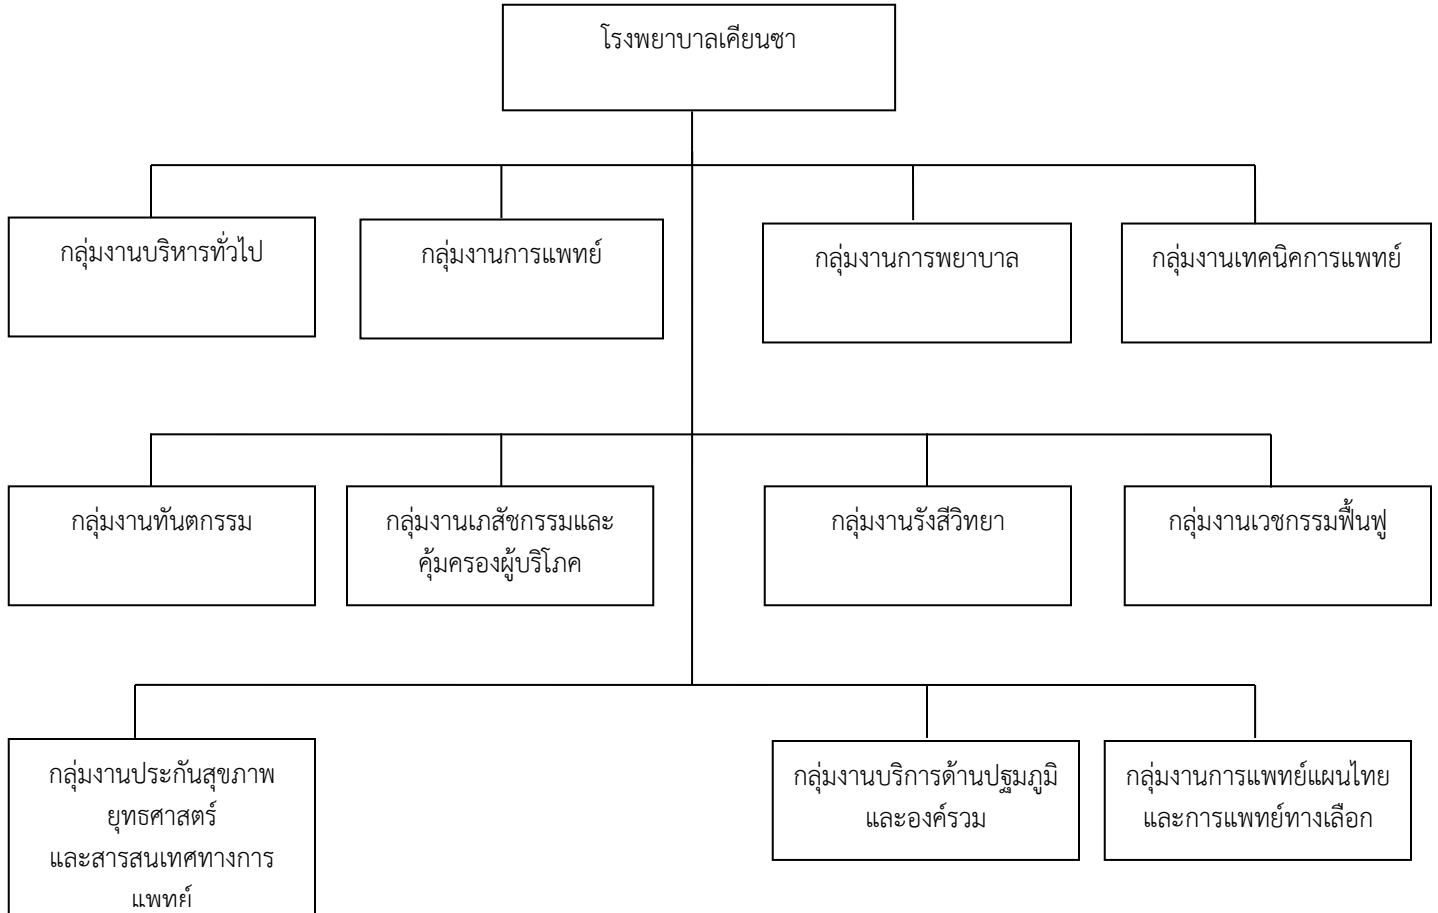 โรงพยาบาลเคียนซา
กลุ่มงานบริหารทั่วไป
กลุ่มงานการแพทย์
กลุ่มงานการพยาบาล
กลุ่มงานเทคนิคการแพทย์
กลุ่มงานทันตกรรม
กลุ่มงานเภสัชกรรมและ
คุ้มครองผู้บริโภค
กลุ่มงานรังสีวิทยา
กลุ่มงานเวชกรรมฟื้นฟู
กลุ่มงานประกันสุขภาพ
ยุทธศาสตร์
และสารสนเทศทางการ
แพทย์
กลุ่มงานบริการด้านปฐมภูมิ
และองค์รวม
กลุ่มงานการแพทย์แผนไทย
และการแพทย์ทางเลือก